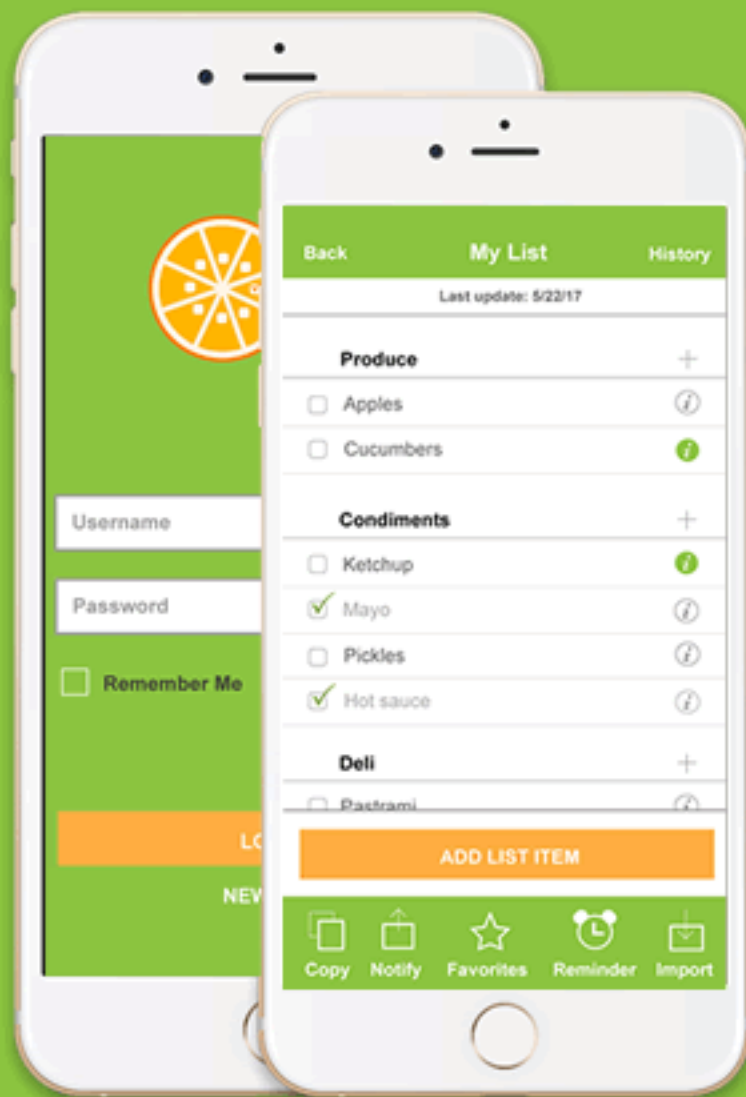 Username
Password
Remember Me
Back My List History
Last update: 5/22/17
Produce
Apples
Cucumbers
Condiments
Ketchup
Mayo
Pickles
Hot sauce
Deli
Pastrami
ADD LIST ITEM
Copy Notify Favorites Reminder Import